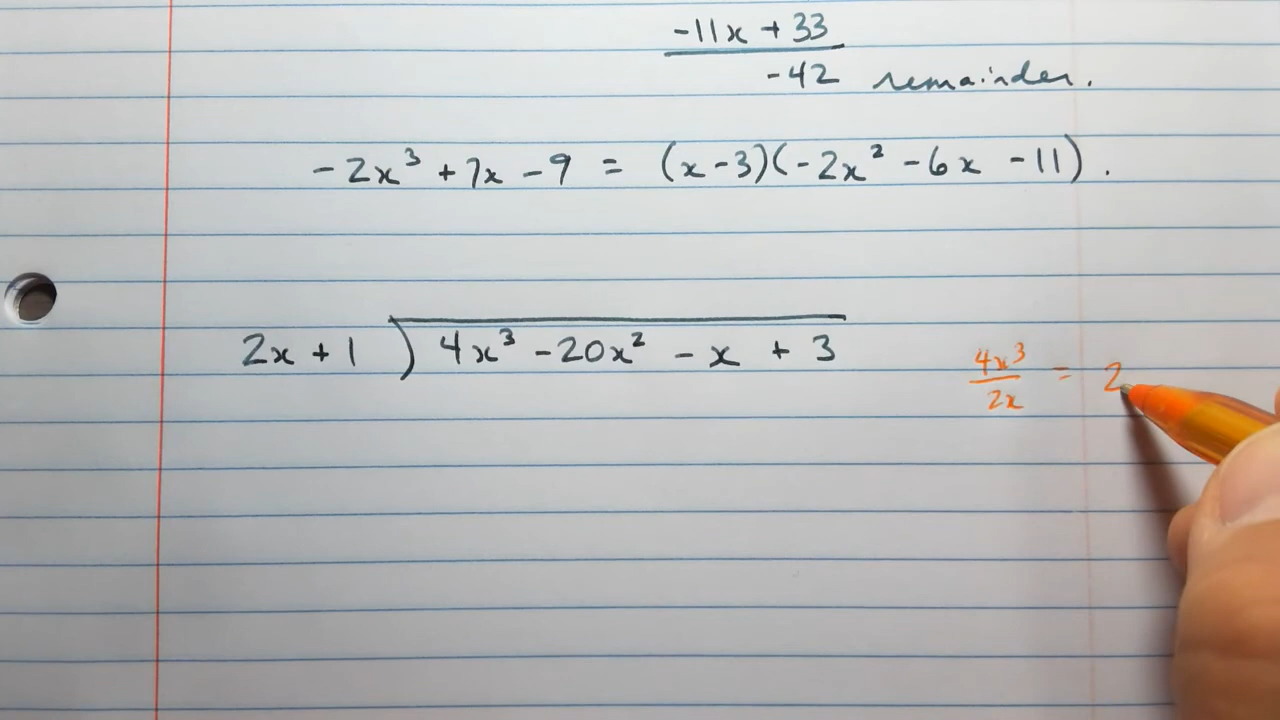 -11x + 33
-42 remainder.
-2x³ + 7x - 9 = (x - 3)(-2x² - 6x - 11).
2x + 1 ) 4x³ - 20x² - x + 3
4x³/2x = 2